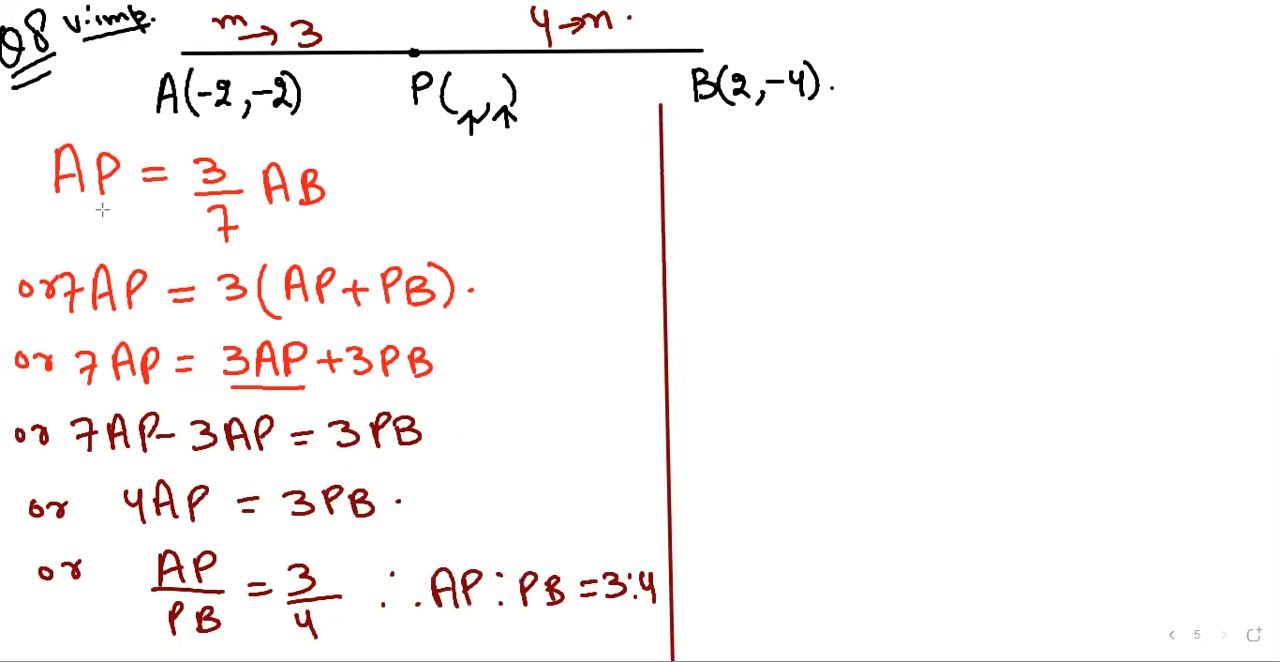 Q8 v.imp.
m→3 4→n.
A(-2,-2) P( , ) B(2,-4).
AP = 3/7 AB
or 7AP = 3(AP+PB).
or 7AP = 3AP+3PB
or 7AP-3AP = 3PB
or 4AP = 3PB.
or AP/PB = 3/4 ∴ AP:PB = 3:4
5